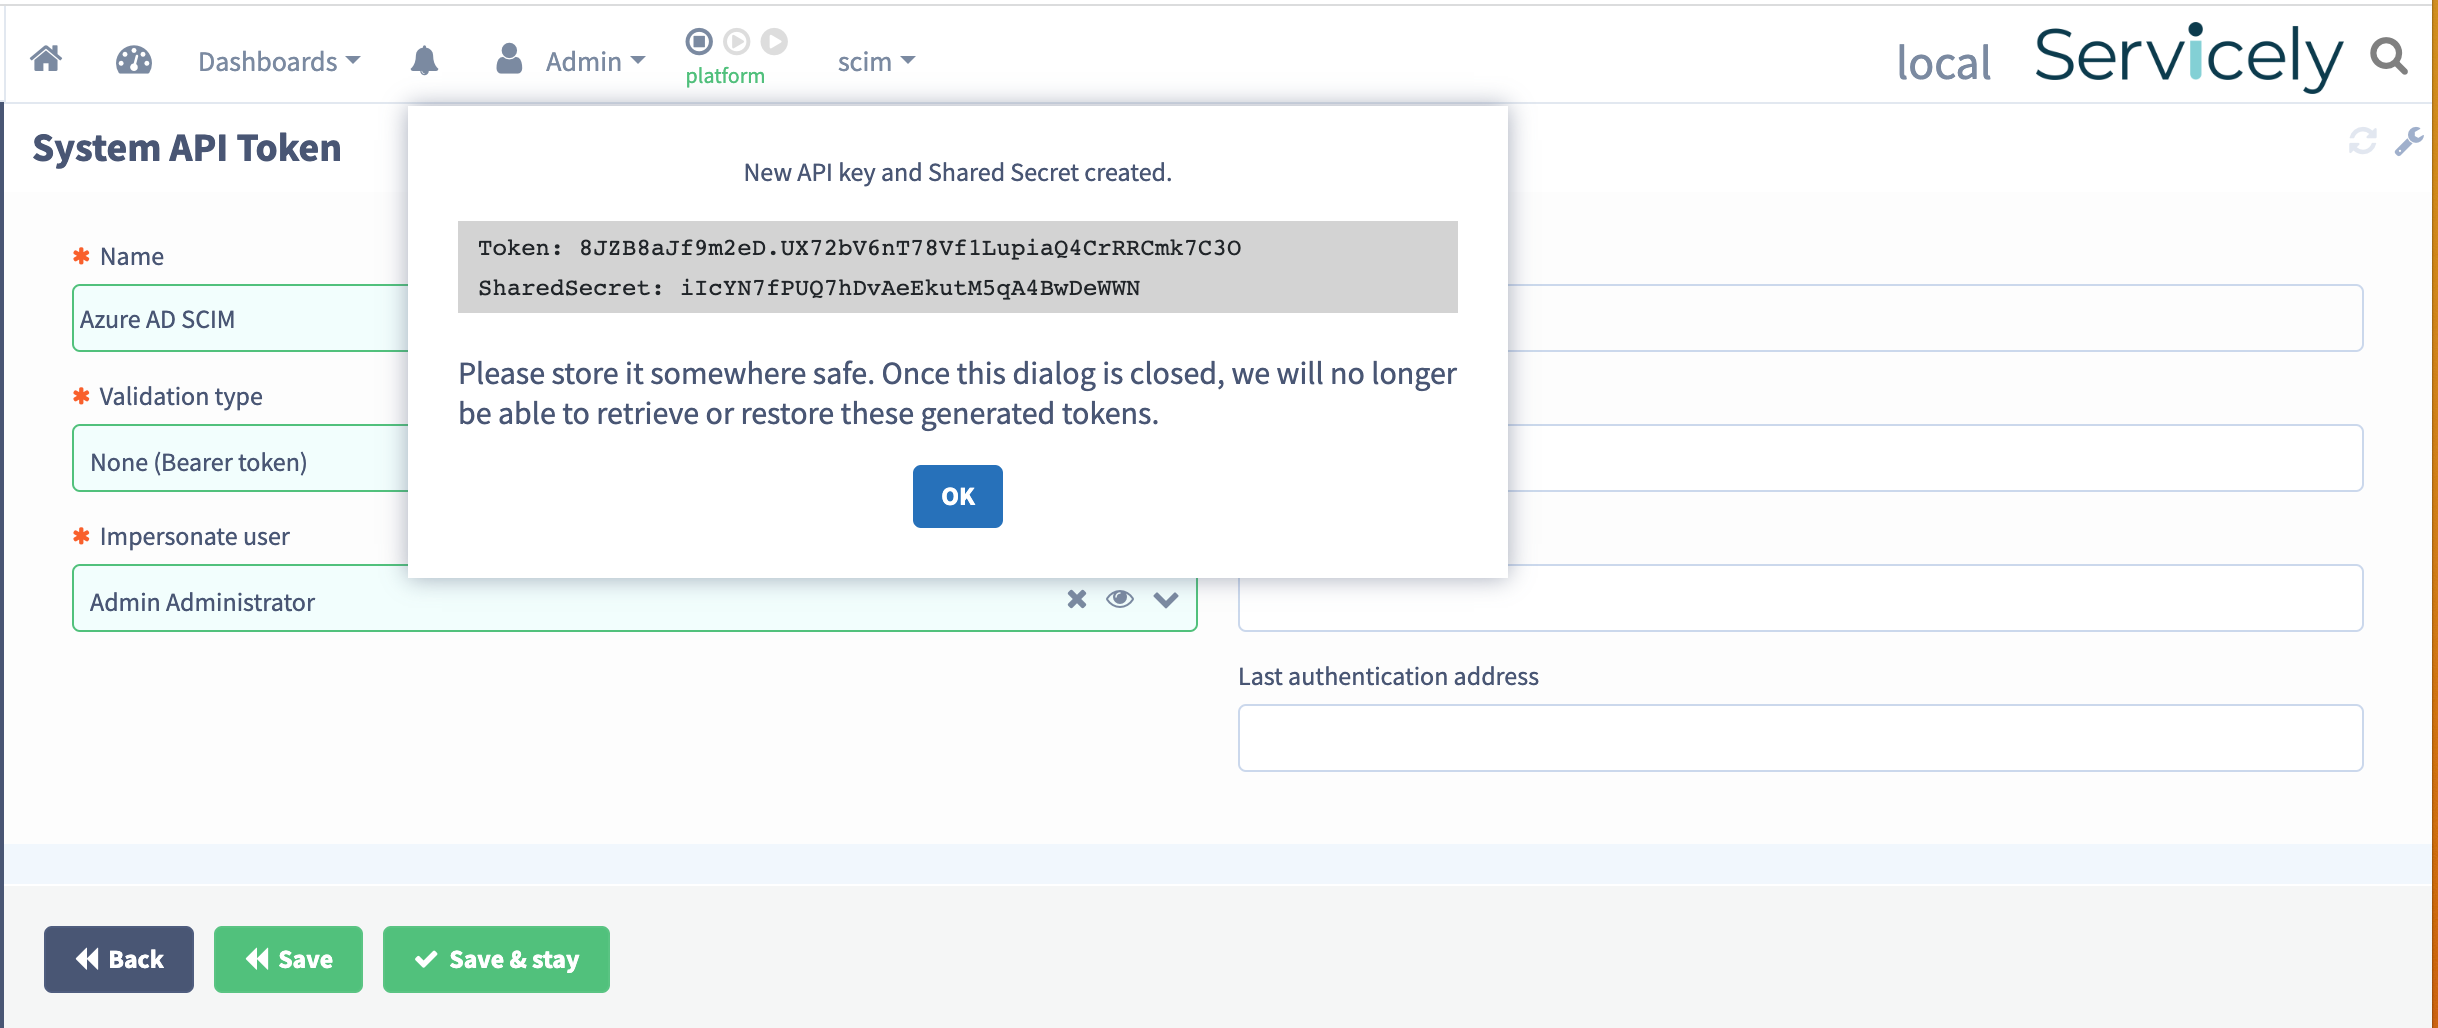 Dashboards
Admin
platform
scim
local
Servicely
System API Token
New API key and Shared Secret created.
Token: 8JZB8aJf9m2eD.UX72bV6nT78Vf1LupiaQ4CrRRCmk7C3O
SharedSecret: iIcYN7fPUQ7hDvAeEkutM5qA4BwDeWWN
Please store it somewhere safe. Once this dialog is closed, we will no longer
be able to retrieve or restore these generated tokens.
OK
* Name
Azure AD SCIM
* Validation type
None (Bearer token)
* Impersonate user
Admin Administrator
Last authentication address
Back
Save
Save & stay